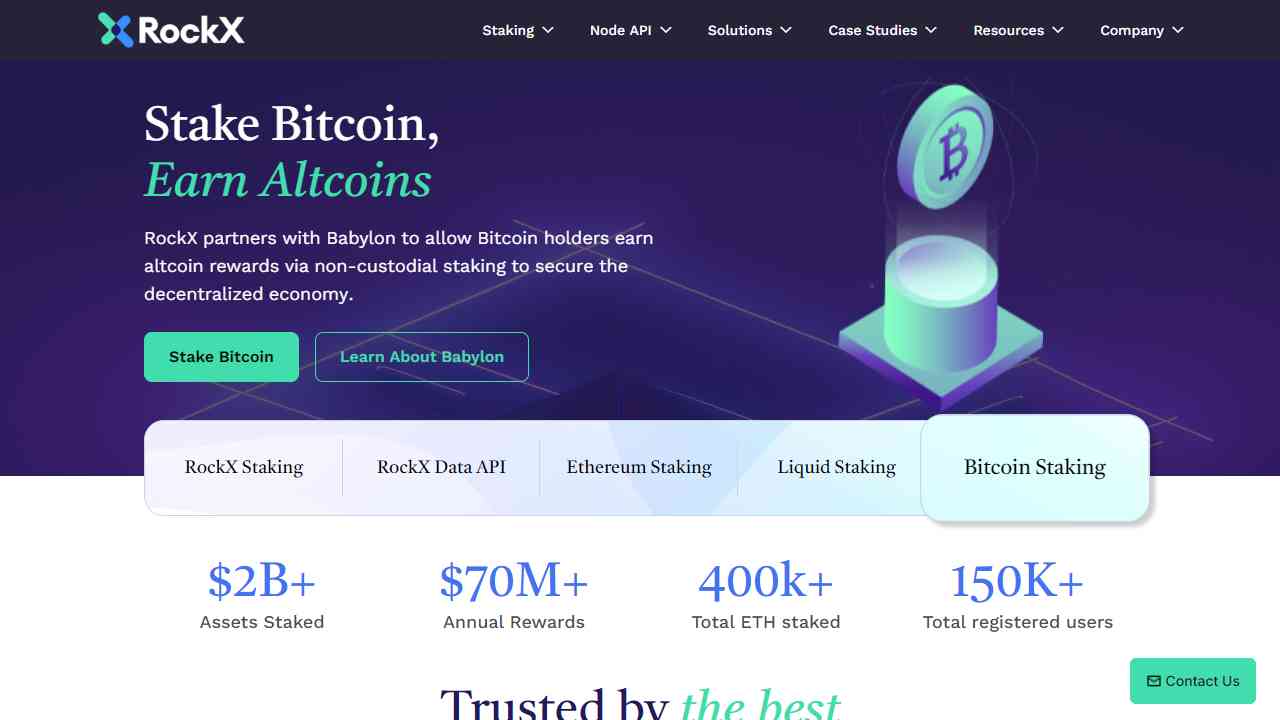 RockX
Staking
Node API
Solutions
Case Studies
Resources
Company
Stake Bitcoin,
Earn Altcoins
RockX partners with Babylon to allow Bitcoin holders earn
altcoin rewards via non-custodial staking to secure the
decentralized economy.
Stake Bitcoin
Learn About Babylon
RockX Staking
RockX Data API
Ethereum Staking
Liquid Staking
Bitcoin Staking
$2B+
Assets Staked
$70M+
Annual Rewards
400k+
Total ETH staked
150K+
Total registered users
Contact Us
Trusted by the best